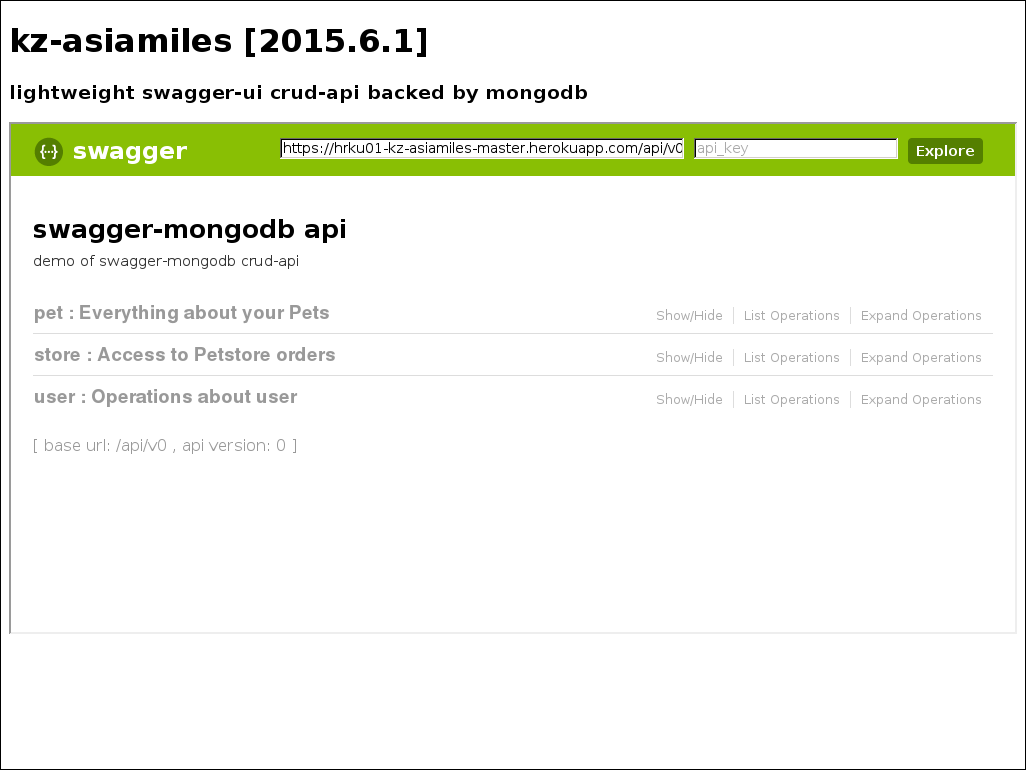 kz-asiamiles [2015.6.1]
lightweight swagger-ui crud-api backed by mongodb
{···} swagger https://hrku01-kz-asiamiles-master.herokuapp.com/api/v0 api_key Explore
swagger-mongodb api
demo of swagger-mongodb crud-api
pet : Everything about your Pets Show/Hide List Operations Expand Operations
store : Access to Petstore orders Show/Hide List Operations Expand Operations
user : Operations about user Show/Hide List Operations Expand Operations
[ base url: /api/v0 , api version: 0 ]